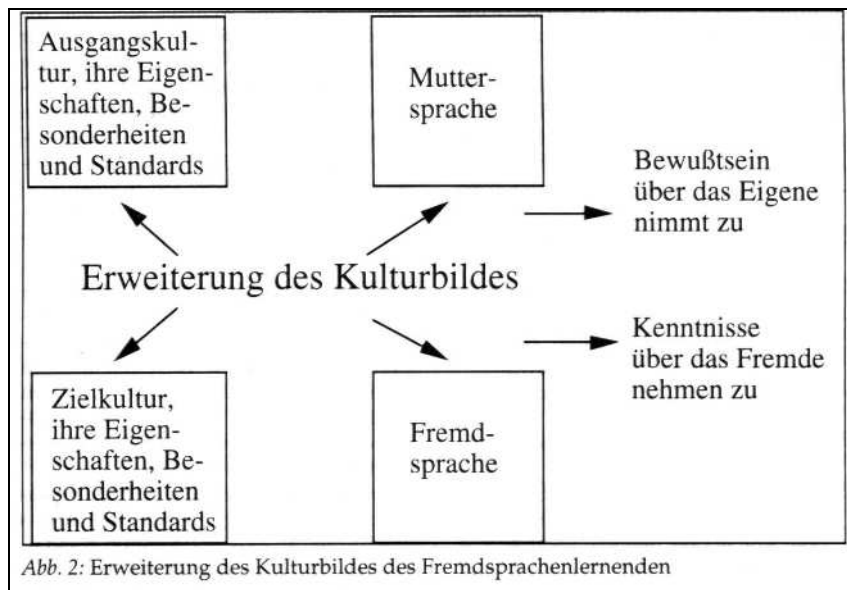 Ausgangskul-
tur, ihre Eigen-
schaften, Be-
sonderheiten
und Standards
Mutter-
sprache
Bewußtsein
über das Eigene
nimmt zu
Erweiterung des Kulturbildes
Kenntnisse
über das Fremde
nehmen zu
Zielkultur,
ihre Eigen-
schaften, Be-
sonderheiten
und Standards
Fremd-
sprache
Abb. 2: Erweiterung des Kulturbildes des Fremdsprachenlernenden